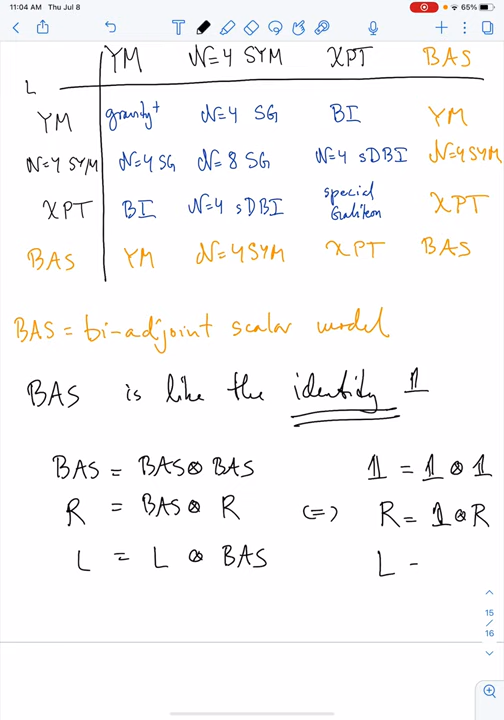 11:04 AM Thu Jul 8
65%
YM N=4 SYM XPT BAS
L
YM gravity+ N=4 SG BI YM
N=4 SYM N=4 SG N=8 SG N=4 sDBI N=4 SYM
XPT BI N=4 sDBI special Galileon XPT
BAS YM N=4 SYM XPT BAS
BAS = bi-adjoint scalar model
BAS is like the identity 𝟙
BAS = BAS ⊗ BAS 𝟙 = 𝟙 ⊗ 𝟙
R = BAS ⊗ R (=) R = 𝟙 ⊗ R
L = L ⊗ BAS L -
15
/
16